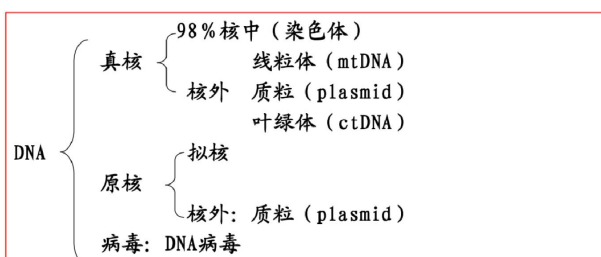 98%核中（染色体）
真核
线粒体（mtDNA）
核外 质粒（plasmid）
叶绿体（ctDNA）
DNA
拟核
原核
核外：质粒（plasmid）
病毒：DNA病毒